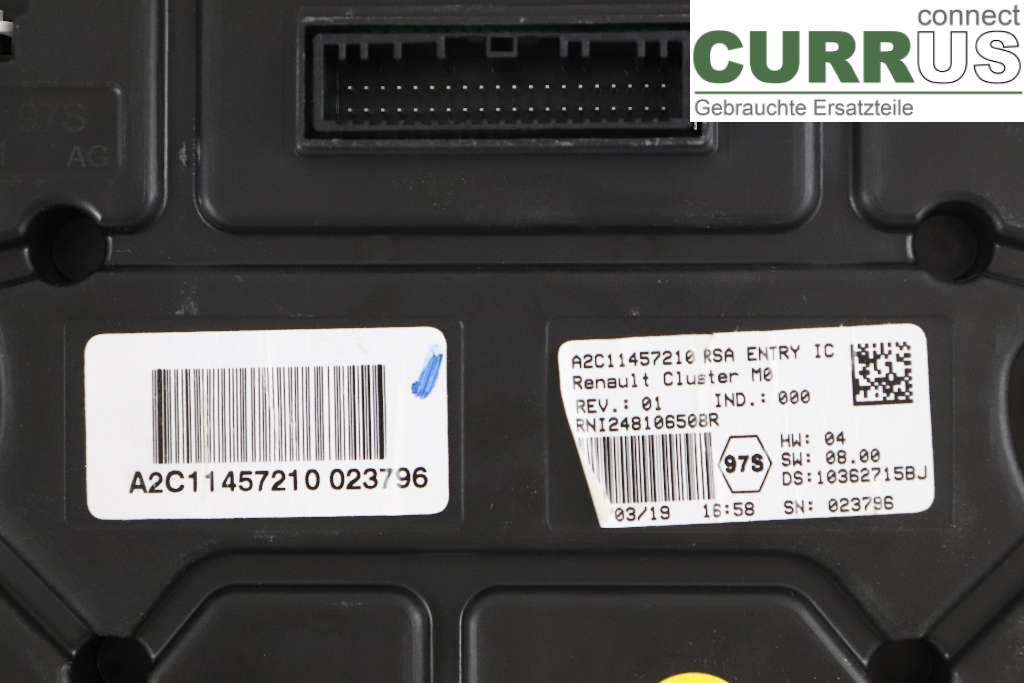 connect
CURRUS
Gebrauchte Ersatzteile
97S
AG
A2C11457210 023796
A2C11457210 RSA ENTRY IC
Renault Cluster M0
REV.: 01 IND.: 000
RNI248106508R
97S
HW: 04
SW: 08.00
DS:10362715BJ
03/19 16:58 SN: 023796